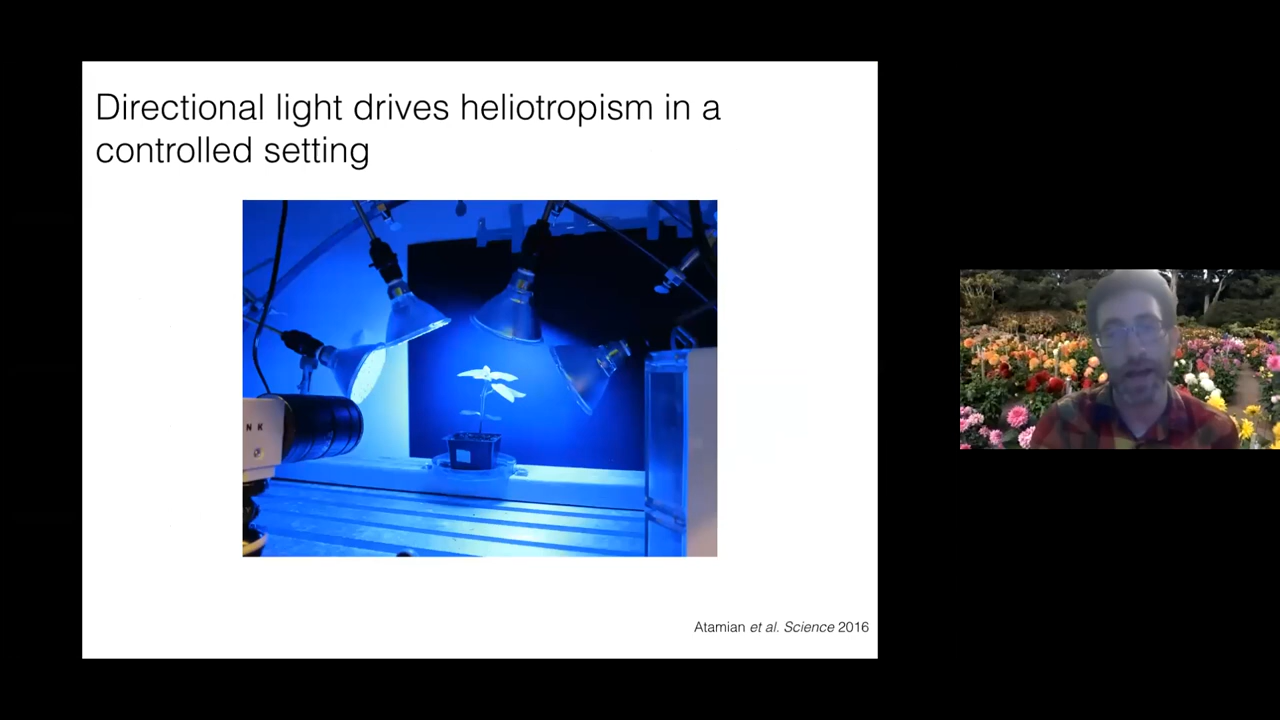 Directional light drives heliotropism in a
controlled setting
N K
Atamian et al. Science 2016